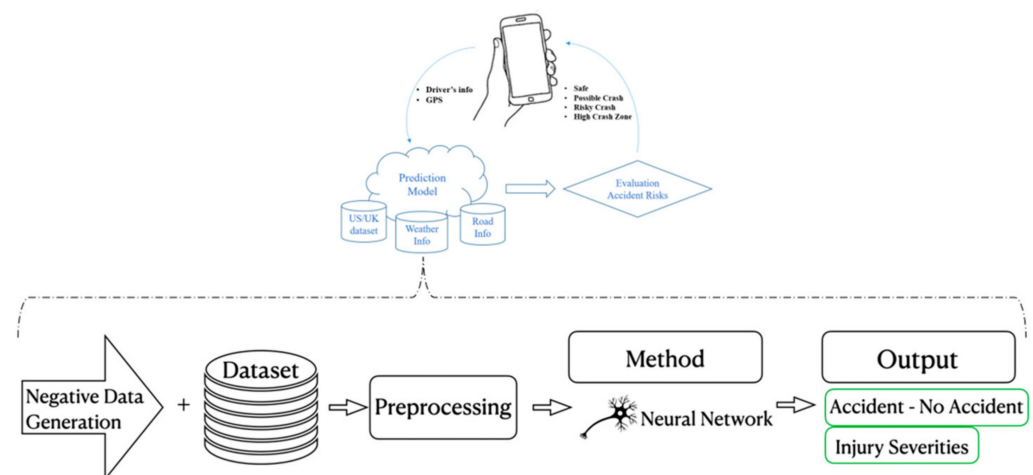 • Driver's info
• GPS
• Safe
• Possible Crash
• Risky Crash
• High Crash Zone
Prediction
Model
US/UK
dataset
Weather
Info
Road
Info
Evaluation
Accident Risks
Negative Data
Generation
+
Dataset
Preprocessing
Method
Neural Network
Output
Accident - No Accident
Injury Severities